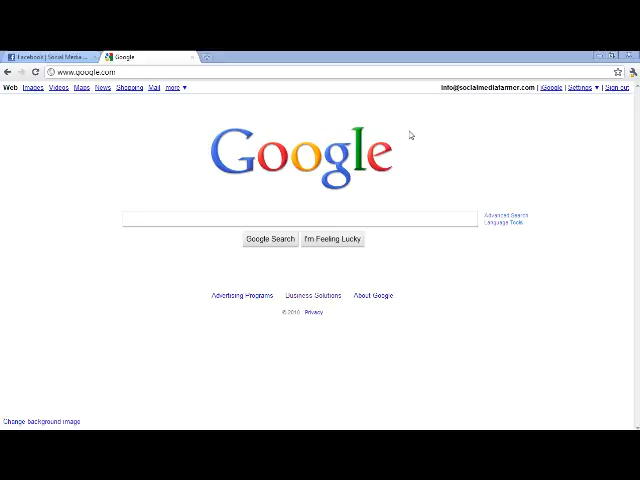 Facebook | Social Media ...
Google
www.google.com
Web Images Videos Maps News Shopping Mail more ▼
info@socialmediafarmer.com | iGoogle | Settings ▼ | Sign out
Google
Advanced Search
Language Tools
Google Search
I'm Feeling Lucky
Advertising Programs Business Solutions About Google
© 2010 - Privacy
Change background image